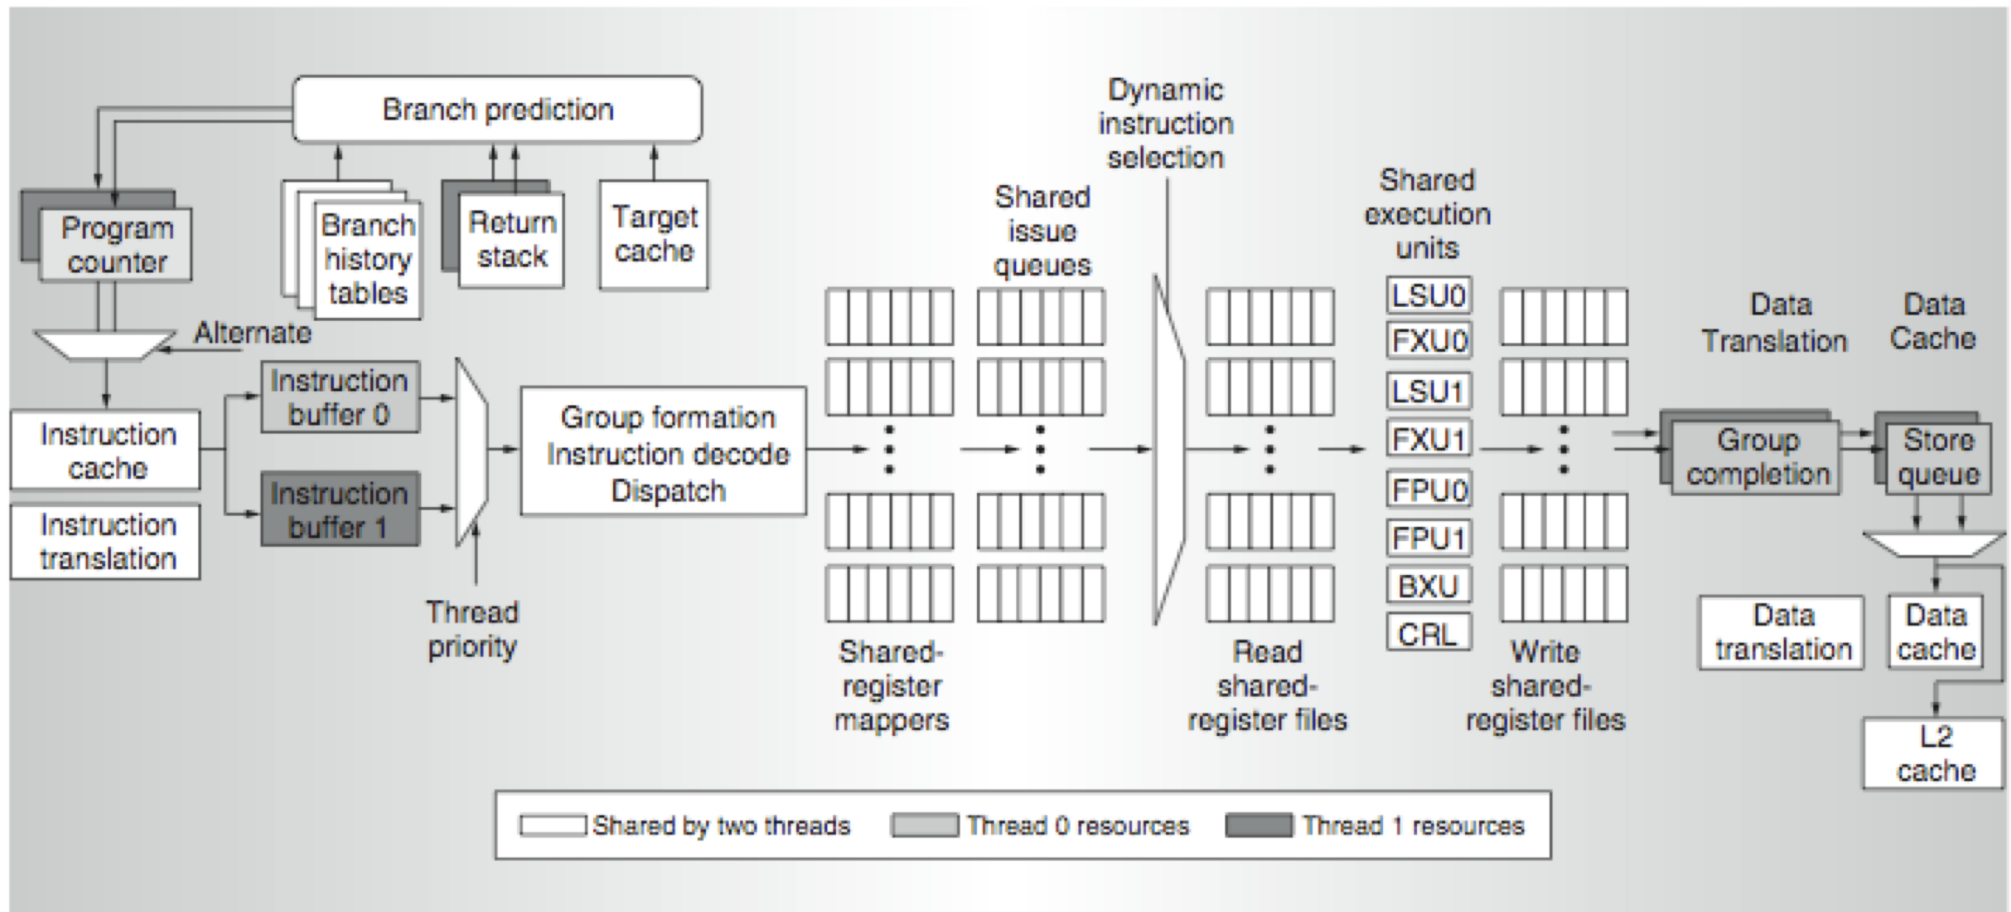 Branch prediction
Program
counter
Branch
history
tables
Return
stack
Target
cache
Alternate
Instruction
cache
Instruction
translation
Instruction
buffer 0
Instruction
buffer 1
Thread
priority
Group formation
Instruction decode
Dispatch
Shared-
register
mappers
Shared
issue
queues
Dynamic
instruction
selection
Read
shared-
register files
Shared
execution
units
LSU0
FXU0
LSU1
FXU1
FPU0
FPU1
BXU
CRL
Write
shared-
register files
Data
Translation
Data
Cache
Group
completion
Store
queue
Data
translation
Data
cache
L2
cache
Shared by two threads
Thread 0 resources
Thread 1 resources